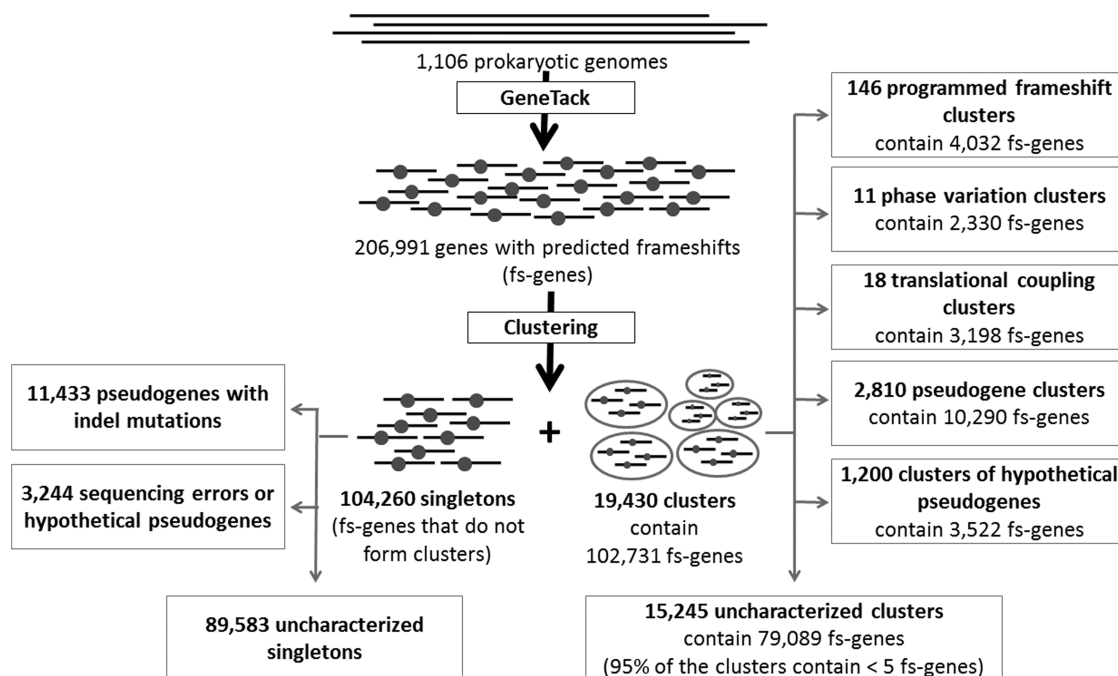 1,106 prokaryotic genomes
GeneTack
206,991 genes with predicted frameshifts
(fs-genes)
Clustering
11,433 pseudogenes with
indel mutations
3,244 sequencing errors or
hypothetical pseudogenes
+
104,260 singletons
(fs-genes that do not
form clusters)
19,430 clusters
contain
102,731 fs-genes
89,583 uncharacterized
singletons
146 programmed frameshift
clusters
contain 4,032 fs-genes
11 phase variation clusters
contain 2,330 fs-genes
18 translational coupling
clusters
contain 3,198 fs-genes
2,810 pseudogene clusters
contain 10,290 fs-genes
1,200 clusters of hypothetical
pseudogenes
contain 3,522 fs-genes
15,245 uncharacterized clusters
contain 79,089 fs-genes
(95% of the clusters contain < 5 fs-genes)